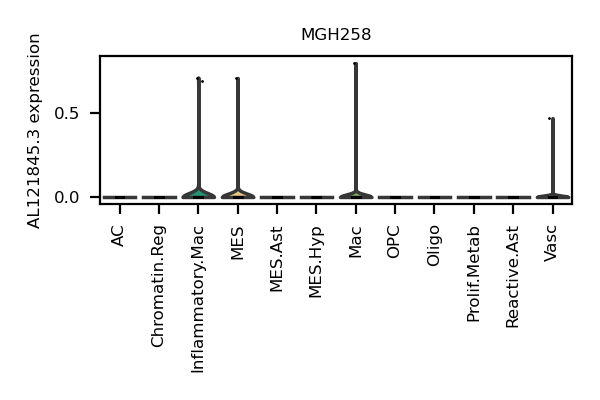 MGH258
AL121845.3 expression
0.5
0.0
AC
Chromatin.Reg
Inflammatory.Mac
MES
MES.Ast
MES.Hyp
Mac
OPC
Oligo
Prolif.Metab
Reactive.Ast
Vasc